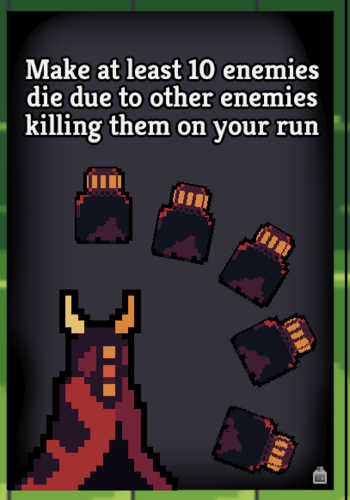 Make at least 10 enemies
die due to other enemies
killing them on your run